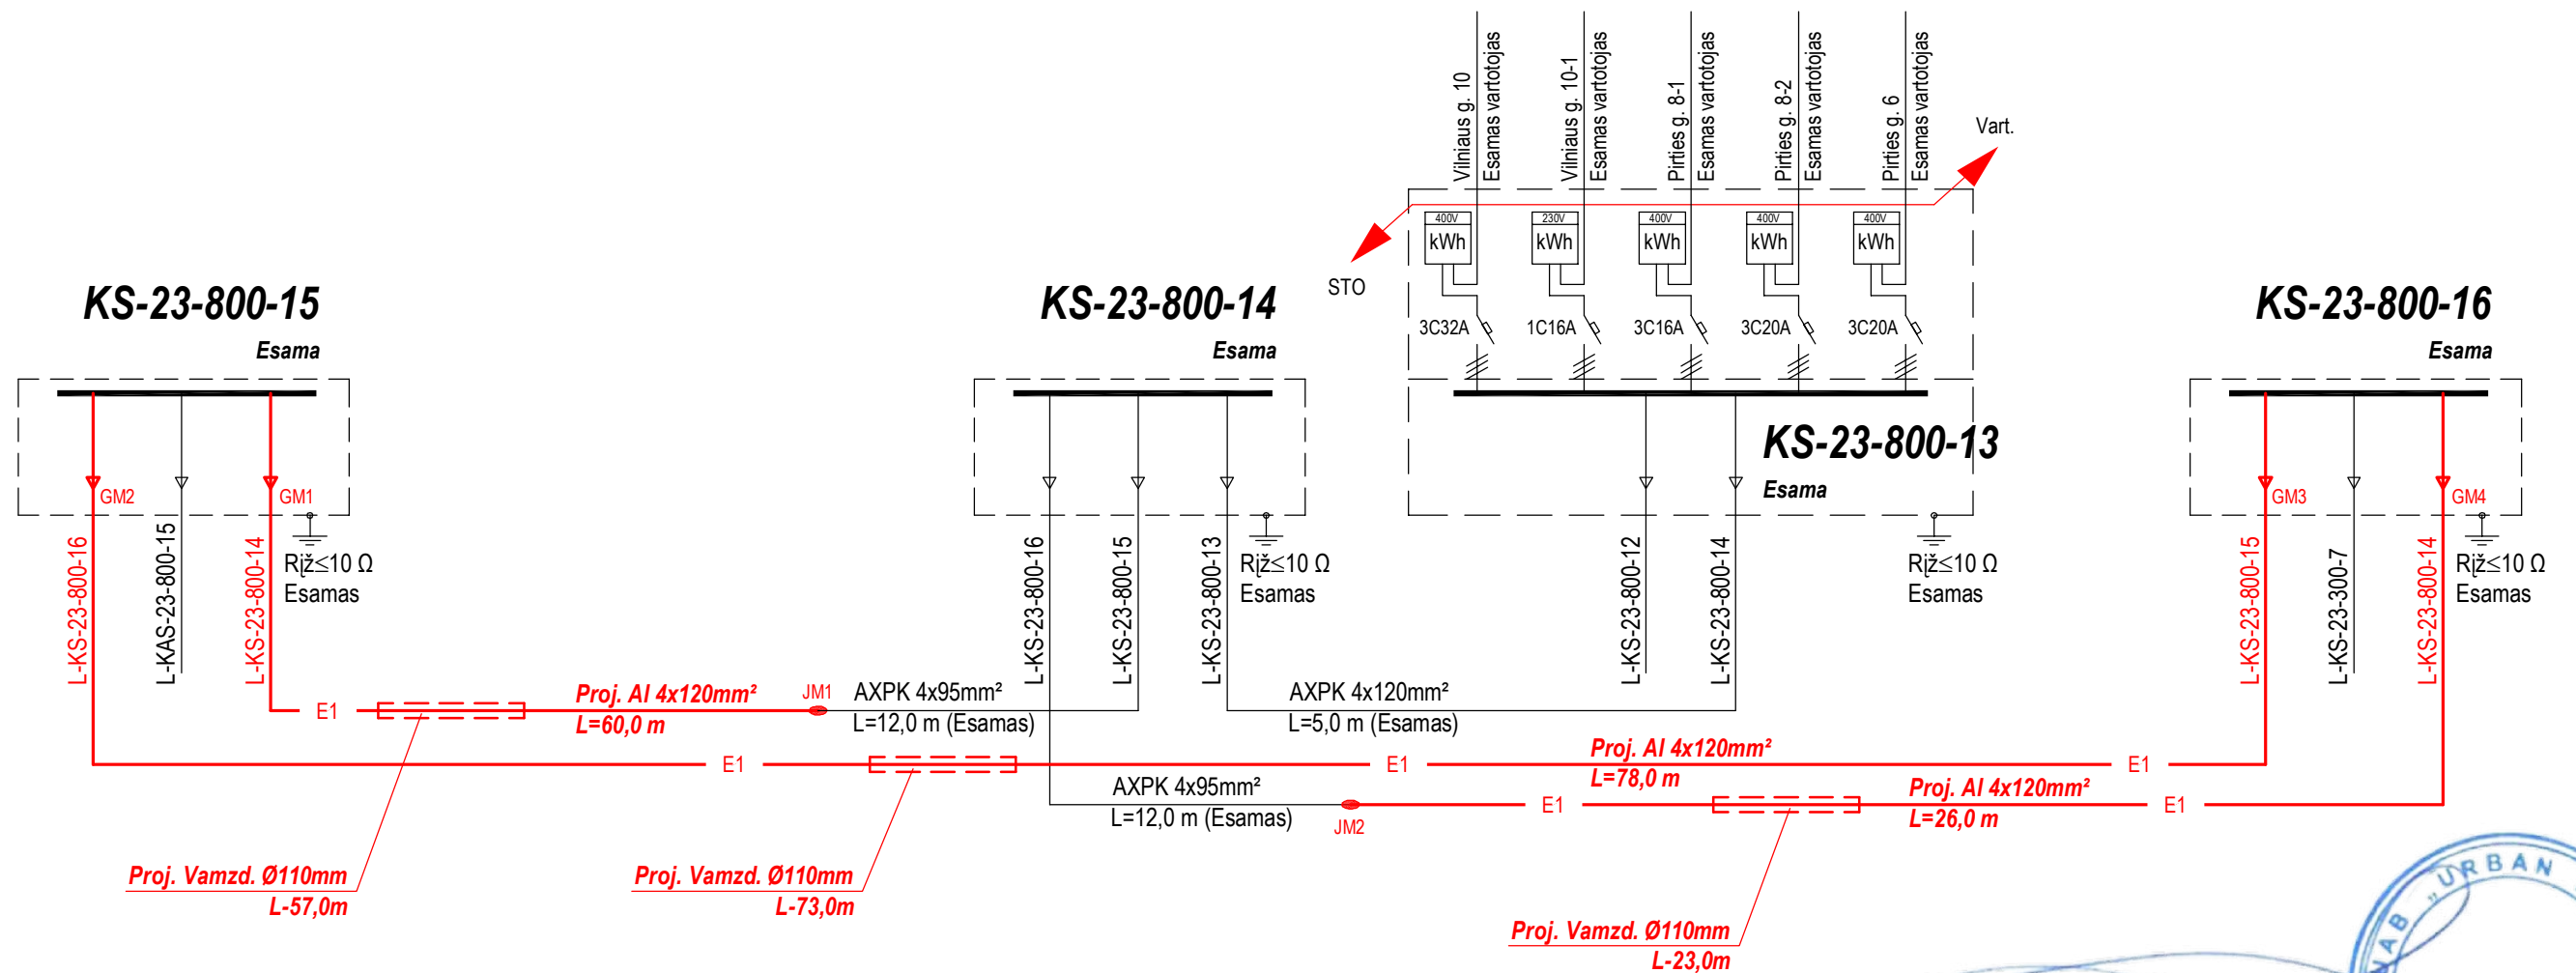 Vilniaus g. 10
Esamas vartotojas
Vilniaus g. 10-1
Esamas vartotojas
Pirties g. 8-1
Esamas vartotojas
Pirties g. 8-2
Esamas vartotojas
Pirties g. 6
Esamas vartotojas
Vart.
STO
400V
kWh
230V
kWh
400V
kWh
400V
kWh
400V
kWh
3C32A
1C16A
3C16A
3C20A
3C20A
KS-23-800-15
Esama
KS-23-800-14
Esama
KS-23-800-13
Esama
KS-23-800-16
Esama
GM2
GM1
GM3
GM4
L-KS-23-800-16
L-KAS-23-800-15
L-KS-23-800-14
Rįž≤10 Ω
Esamas
L-KS-23-800-16
L-KS-23-800-15
L-KS-23-800-13
Rįž≤10 Ω
Esamas
L-KS-23-800-12
L-KS-23-800-14
Rįž≤10 Ω
Esamas
L-KS-23-800-15
L-KS-23-300-7
L-KS-23-800-14
Rįž≤10 Ω
Esamas
E1
Proj. Al 4x120mm²
L=60,0 m
JM1
AXPK 4x95mm²
L=12,0 m (Esamas)
AXPK 4x120mm²
L=5,0 m (Esamas)
E1
E1
Proj. Al 4x120mm²
L=78,0 m
E1
AXPK 4x95mm²
L=12,0 m (Esamas)
JM2
E1
Proj. Al 4x120mm²
L=26,0 m
E1
Proj. Vamzd. Ø110mm
L-57,0m
Proj. Vamzd. Ø110mm
L-73,0m
Proj. Vamzd. Ø110mm
L-23,0m
UAB „URBAN